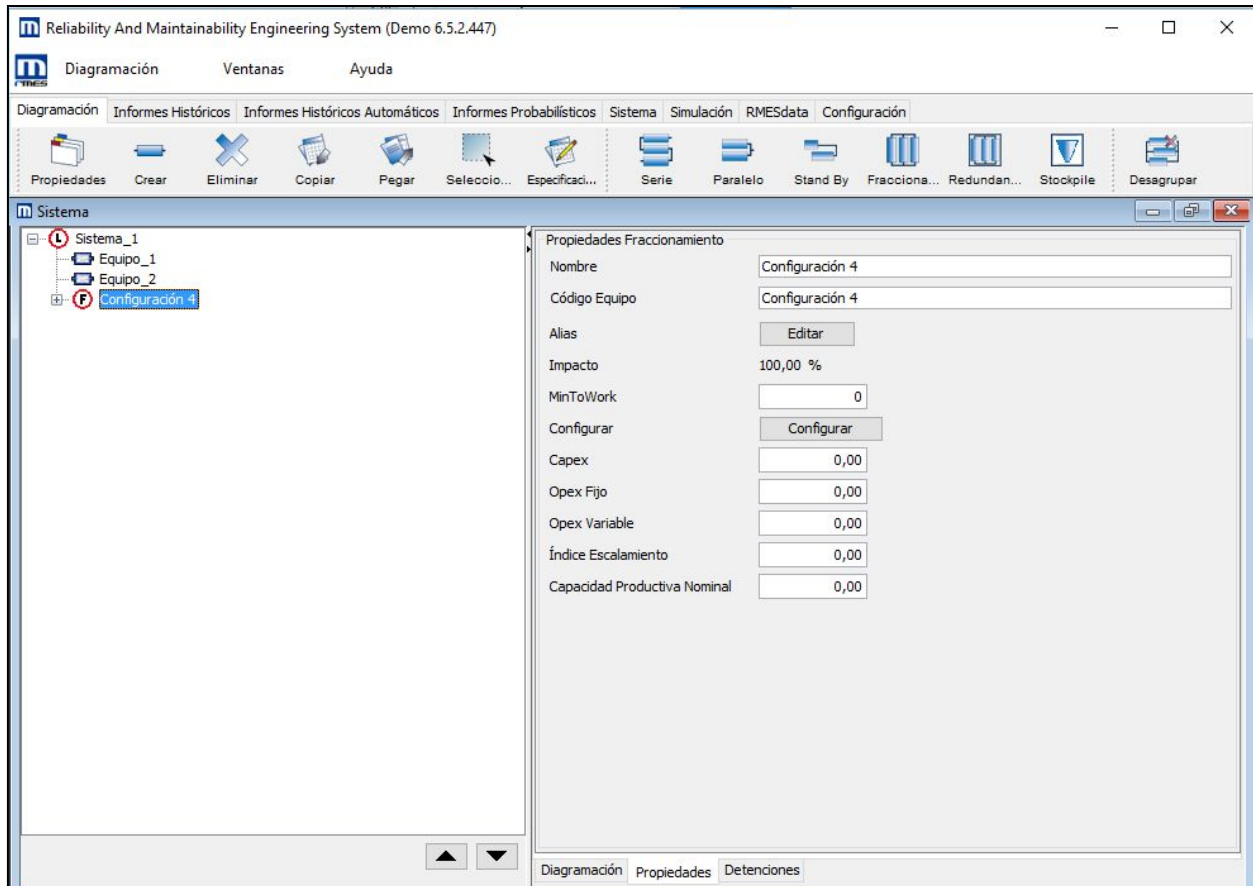 Reliability And Maintainability Engineering System (Demo 6.5.2.447)
RMES
Diagramación Ventanas Ayuda
Diagramación Informes Históricos Informes Históricos Automáticos Informes Probabilísticos Sistema Simulación RMESdata Configuración
Propiedades Crear Eliminar Copiar Pegar Seleccio... Especificaci... Serie Paralelo Stand By Fracciona... Redundan... Stockpile Desagrupar
Sistema
L Sistema_1
Equipo_1
Equipo_2
F Configuración 4
Propiedades Fraccionamiento
Nombre Configuración 4
Código Equipo Configuración 4
Alias Editar
Impacto 100,00 %
MinToWork 0
Configurar Configurar
Capex 0,00
Opex Fijo 0,00
Opex Variable 0,00
Índice Escalamiento 0,00
Capacidad Productiva Nominal 0,00
Diagramación Propiedades Detenciones